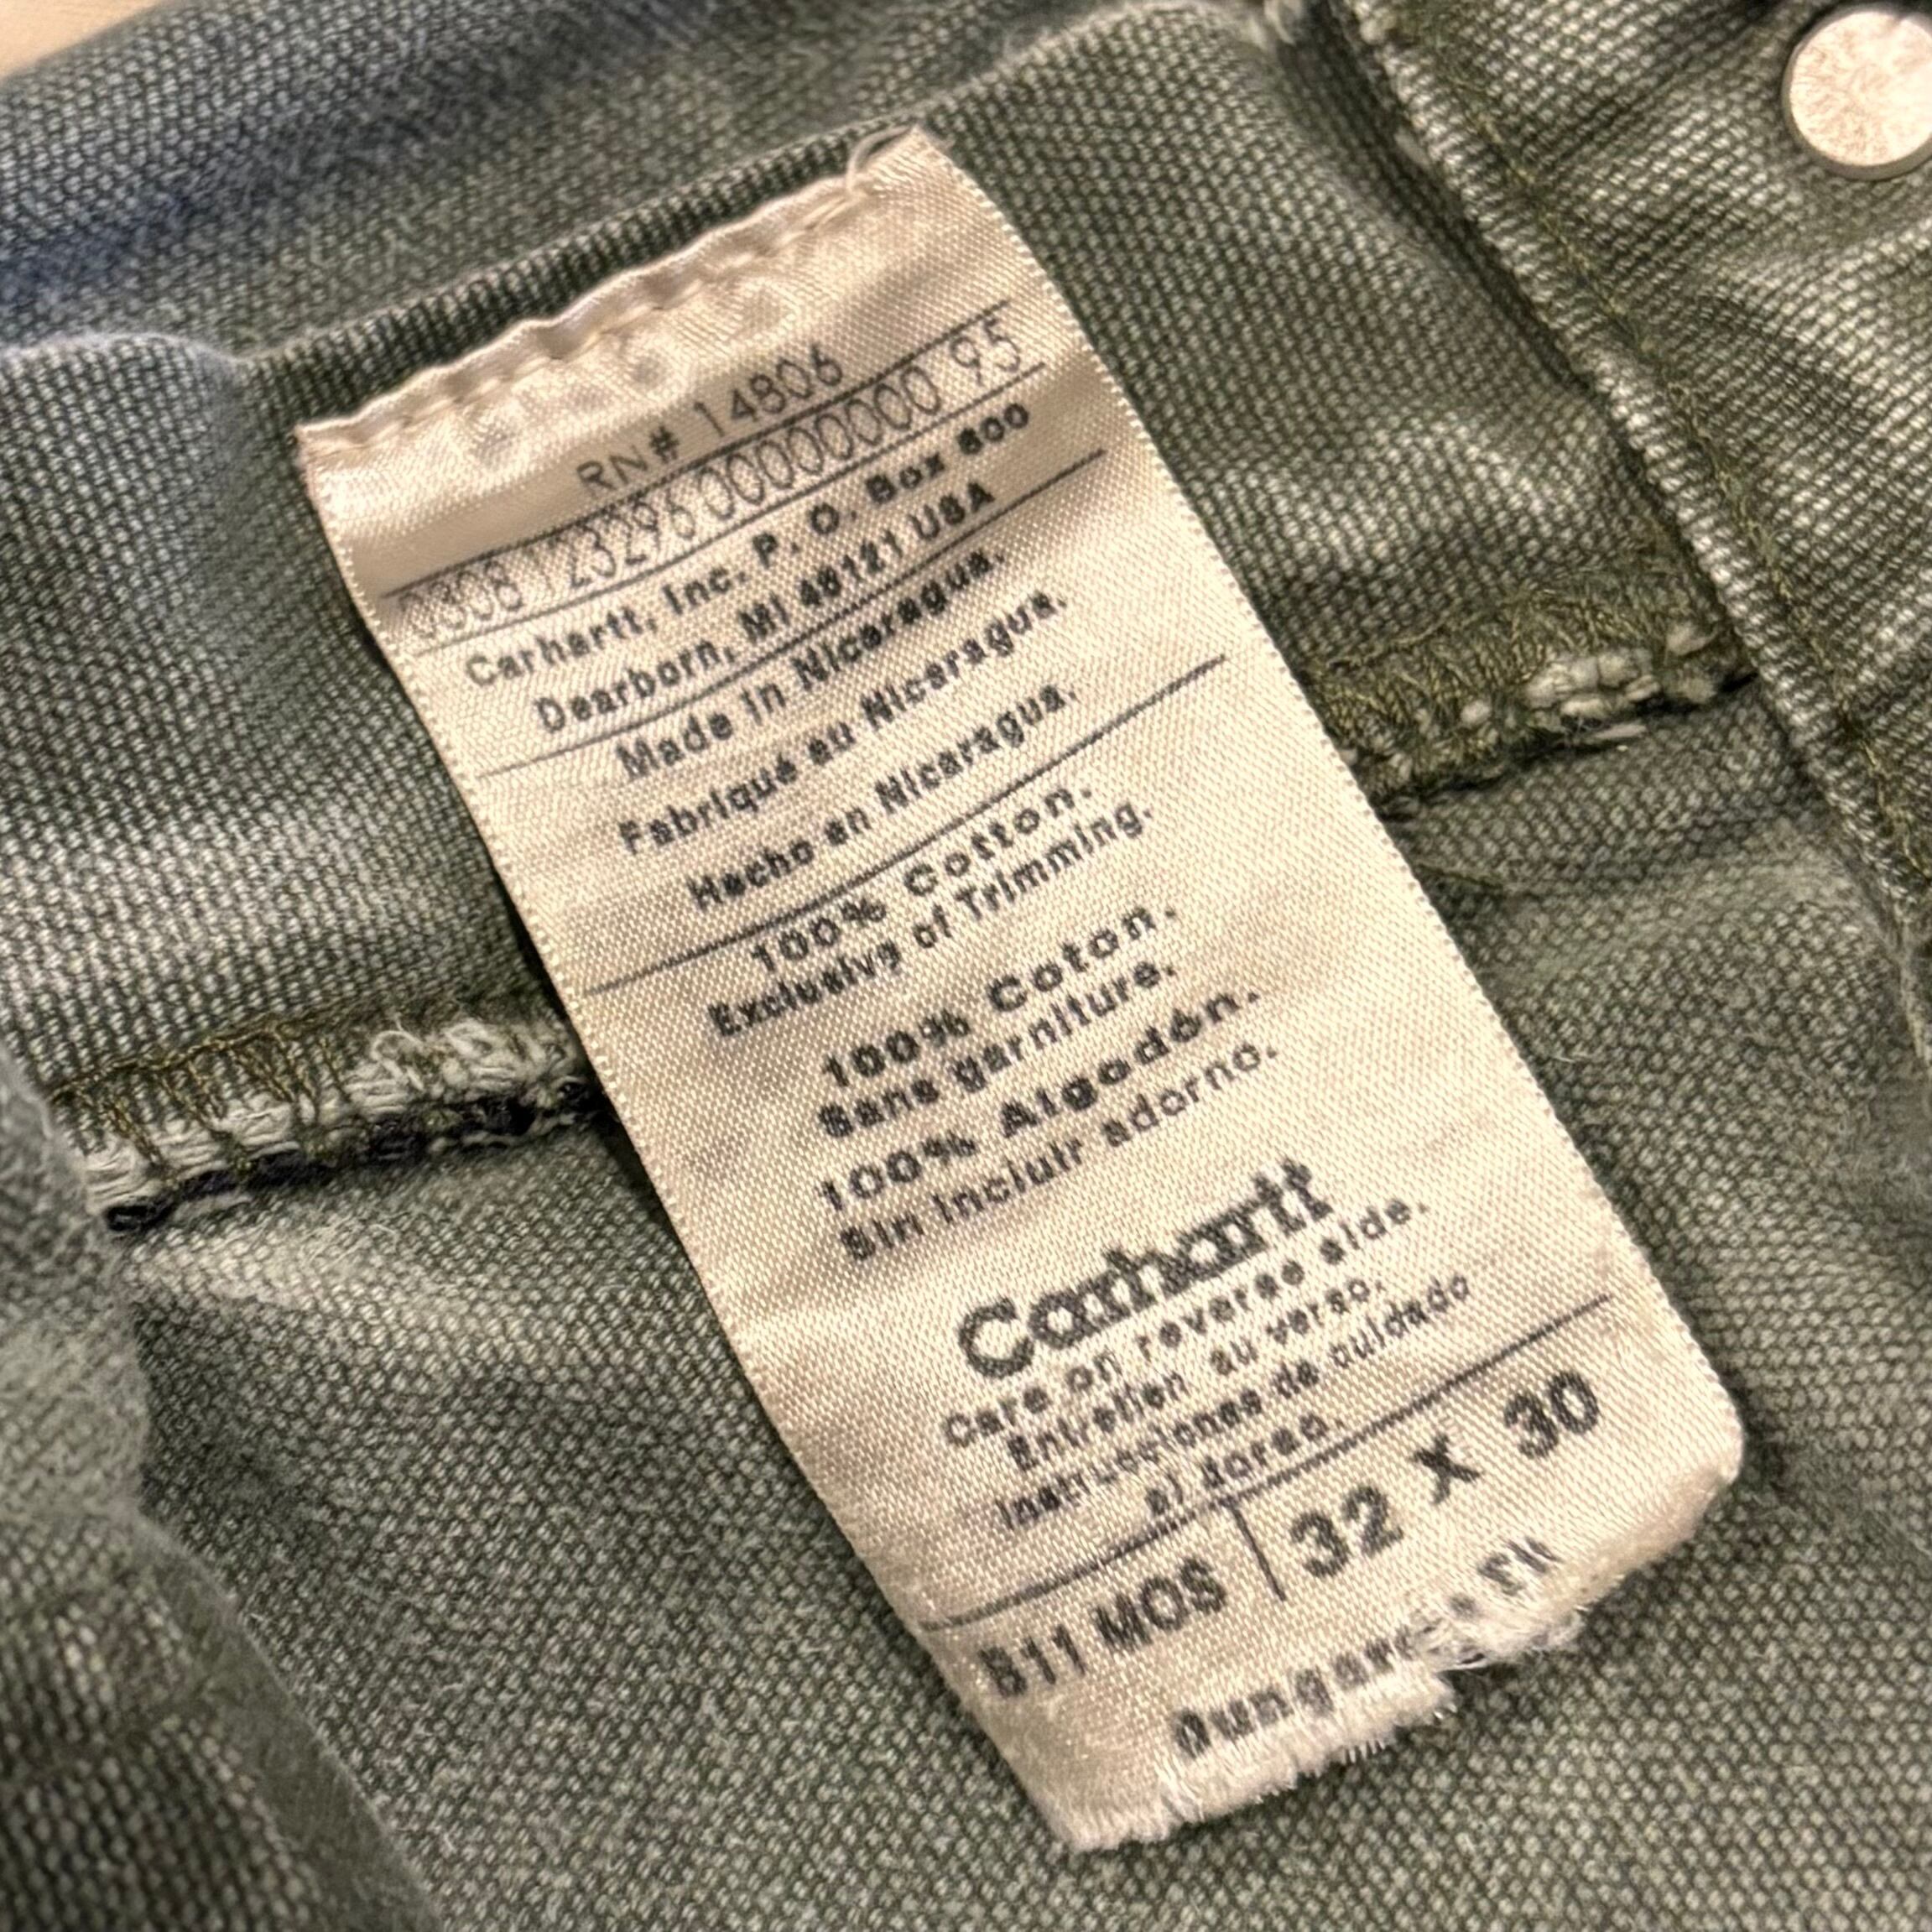 RN# 14806
0308 123296 0000000000 95
Carhartt, Inc. P. O. Box 600
Dearborn, MI 48121 USA
Made in Nicaragua.
Fabriqué au Nicaragua.
Hecho en Nicaragua.
100% Cotton.
Exclusive of Trimming.
100% Coton.
Sans garniture.
100% Algodón.
Sin incluir adorno.
Carhartt
Care on reverse side.
Entretien au verso.
Instrucciones de cuidado
al dorso.
B11 MOS 32 X 30